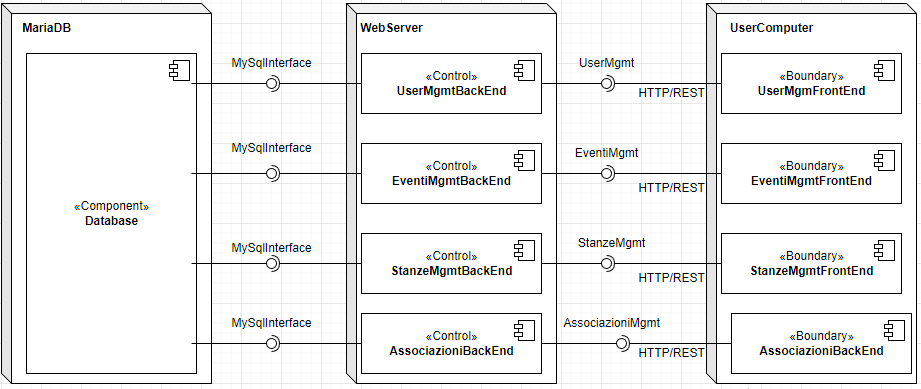 MariaDB
WebServer
UserComputer
«Component»
Database
MySqlInterface
MySqlInterface
MySqlInterface
MySqlInterface
«Control»
UserMgmtBackEnd
«Control»
EventiMgmtBackEnd
«Control»
StanzeMgmtBackEnd
«Control»
AssociazioniBackEnd
UserMgmt
HTTP/REST
EventiMgmt
HTTP/REST
StanzeMgmt
HTTP/REST
AssociazioniMgmt
HTTP/REST
«Boundary»
UserMgmFrontEnd
«Boundary»
EventiMgmtFrontEnd
«Boundary»
StanzeMgmtFrontEnd
«Boundary»
AssociazioniBackEnd